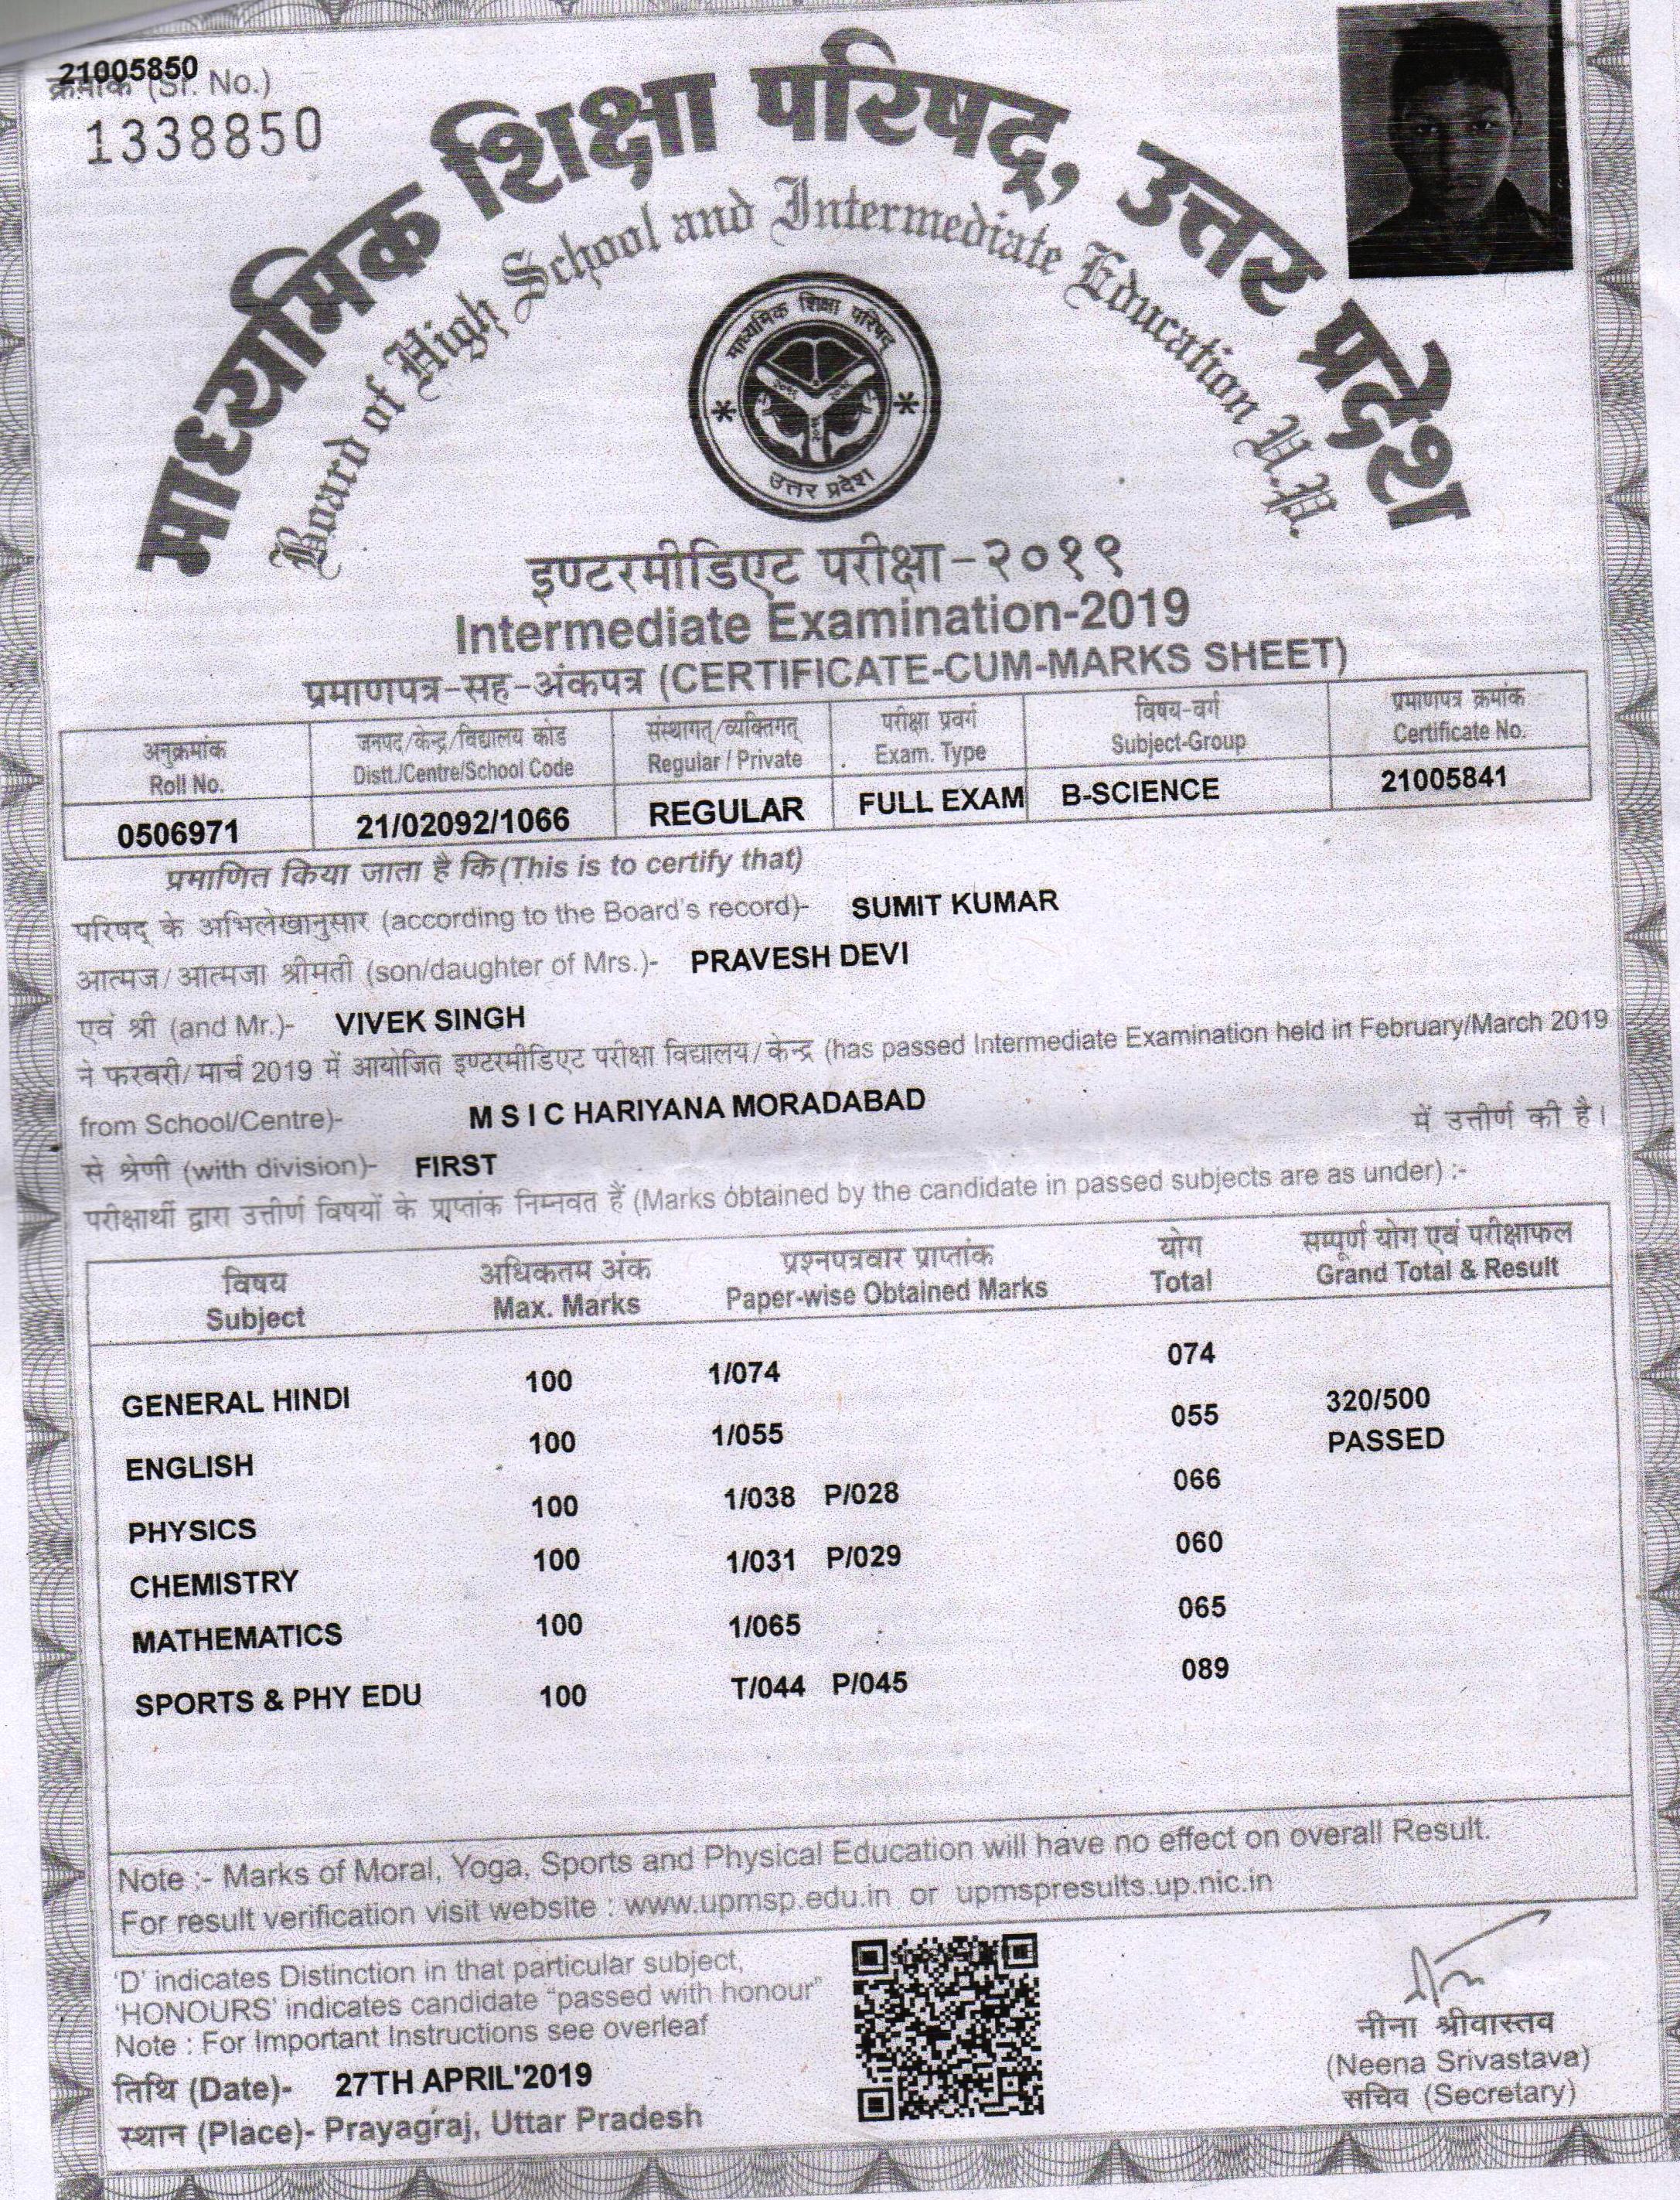 21005850
क्रमांक (Sr. No.)
1338850
माध्यमिक शिक्षा परिषद्, उत्तर प्रदेश
Board of High School and Intermediate Education U.P.
माध्यमिक शिक्षा परिषद्
उत्तर प्रदेश
इण्टरमीडिएट परीक्षा-२०१९
Intermediate Examination-2019
प्रमाणपत्र-सह-अंकपत्र (CERTIFICATE-CUM-MARKS SHEET)
अनुक्रमांक जनपद/केन्द्र/विद्यालय कोड संस्थागत्/व्यक्तिगत् परीक्षा प्रवर्ग विषय-वर्ग प्रमाणपत्र क्रमांक
Roll No. Distt./Centre/School Code Regular / Private Exam. Type Subject-Group Certificate No.
0506971 21/02092/1066 REGULAR FULL EXAM B-SCIENCE 21005841
प्रमाणित किया जाता है कि (This is to certify that)
परिषद् के अभिलेखानुसार (according to the Board's record)- SUMIT KUMAR
आत्मज/आत्मजा श्रीमती (son/daughter of Mrs.)- PRAVESH DEVI
एवं श्री (and Mr.)- VIVEK SINGH
ने फरवरी/मार्च 2019 में आयोजित इण्टरमीडिएट परीक्षा विद्यालय/केन्द्र (has passed Intermediate Examination held in February/March 2019
from School/Centre)- M S I C HARIYANA MORADABAD
से श्रेणी (with division)- FIRST में उत्तीर्ण की है।
परीक्षार्थी द्वारा उत्तीर्ण विषयों के प्राप्तांक निम्नवत हैं (Marks obtained by the candidate in passed subjects are as under) :-
विषय अधिकतम अंक प्रश्नपत्रवार प्राप्तांक योग सम्पूर्ण योग एवं परीक्षाफल
Subject Max. Marks Paper-wise Obtained Marks Total Grand Total & Result
GENERAL HINDI 100 1/074 074
ENGLISH 100 1/055 055 320/500
PASSED
PHYSICS 100 1/038 P/028 066
CHEMISTRY 100 1/031 P/029 060
MATHEMATICS 100 1/065 065
SPORTS & PHY EDU 100 T/044 P/045 089
Note :- Marks of Moral, Yoga, Sports and Physical Education will have no effect on overall Result.
For result verification visit website : www.upmsp.edu.in or upmspresults.up.nic.in
'D' indicates Distinction in that particular subject,
'HONOURS' indicates candidate "passed with honour"
Note : For Important Instructions see overleaf
तिथि (Date)- 27TH APRIL'2019
स्थान (Place)- Prayagraj, Uttar Pradesh
नीना श्रीवास्तव
(Neena Srivastava)
सचिव (Secretary)